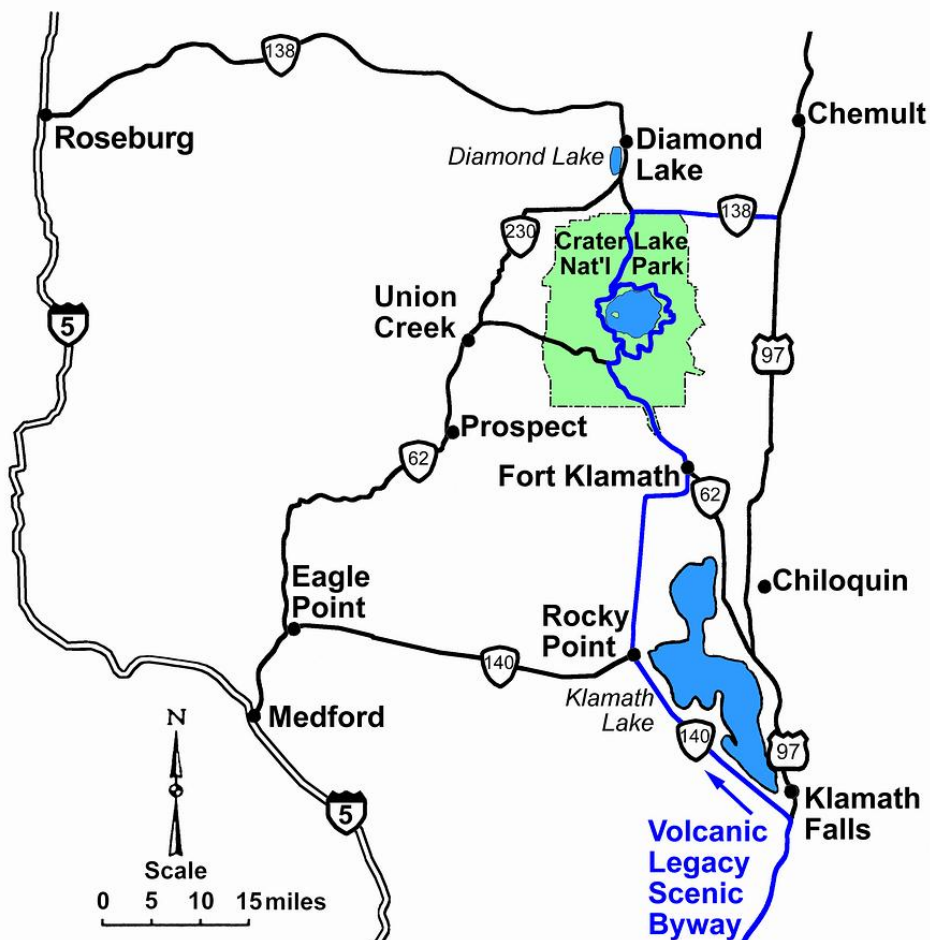 138
Roseburg
Chemult
Diamond Lake
Diamond
Lake
138
230
Crater Lake
Nat'l Park
Union
Creek
5
97
Prospect
62
Fort Klamath
62
Eagle
Point
Chiloquin
Rocky
Point
140
Klamath
Lake
Medford
N
140
97
Klamath
Falls
5
Volcanic
Legacy
Scenic
Byway
Scale
0 5 10 15 miles